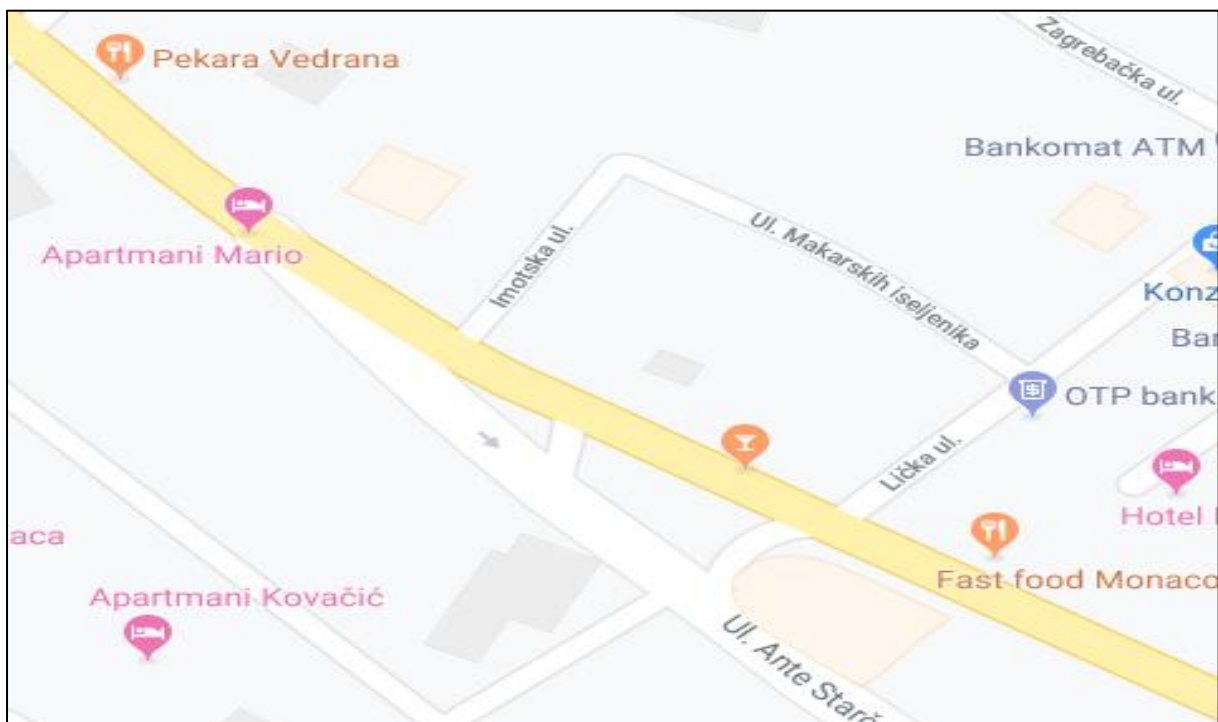 Pekara Vedrana
Zagrebačka ul.
Bankomat ATM
Apartmani Mario
Imotska ul.
Ul. Makarskih iseljenika
Konz
Bar
OTP bank
Lička ul.
Hotel
aca
Fast food Monaco
Apartmani Kovačić
Ul. Ante Starč